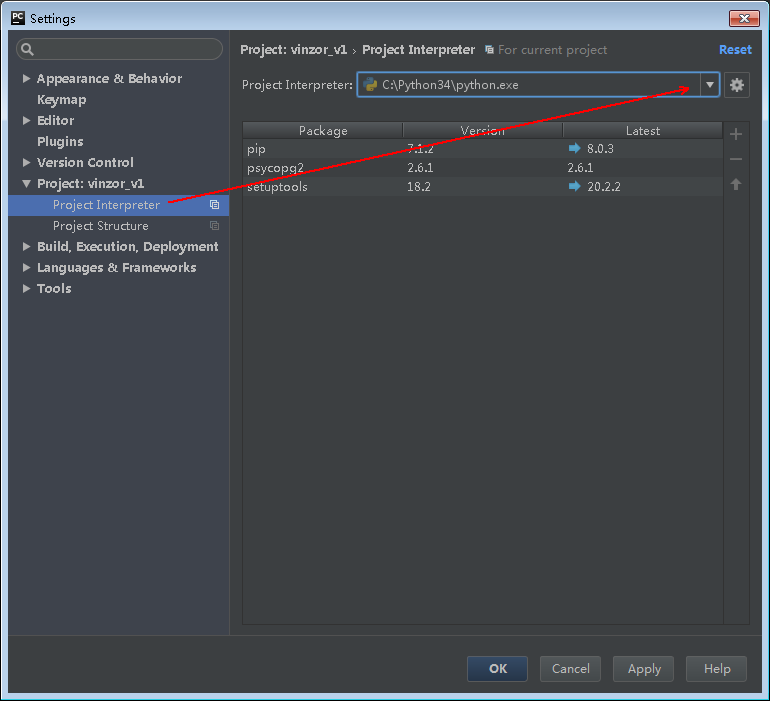 PC Settings
Project: vinzor_v1 › Project Interpreter For current project Reset
Project Interpreter: C:\Python34\python.exe
Appearance & Behavior
Keymap
Editor
Plugins
Version Control
Project: vinzor_v1
Project Interpreter
Project Structure
Build, Execution, Deployment
Languages & Frameworks
Tools
Package Version Latest
pip 7.1.2 8.0.3
psycopg2 2.6.1 2.6.1
setuptools 18.2 20.2.2
OK Cancel Apply Help